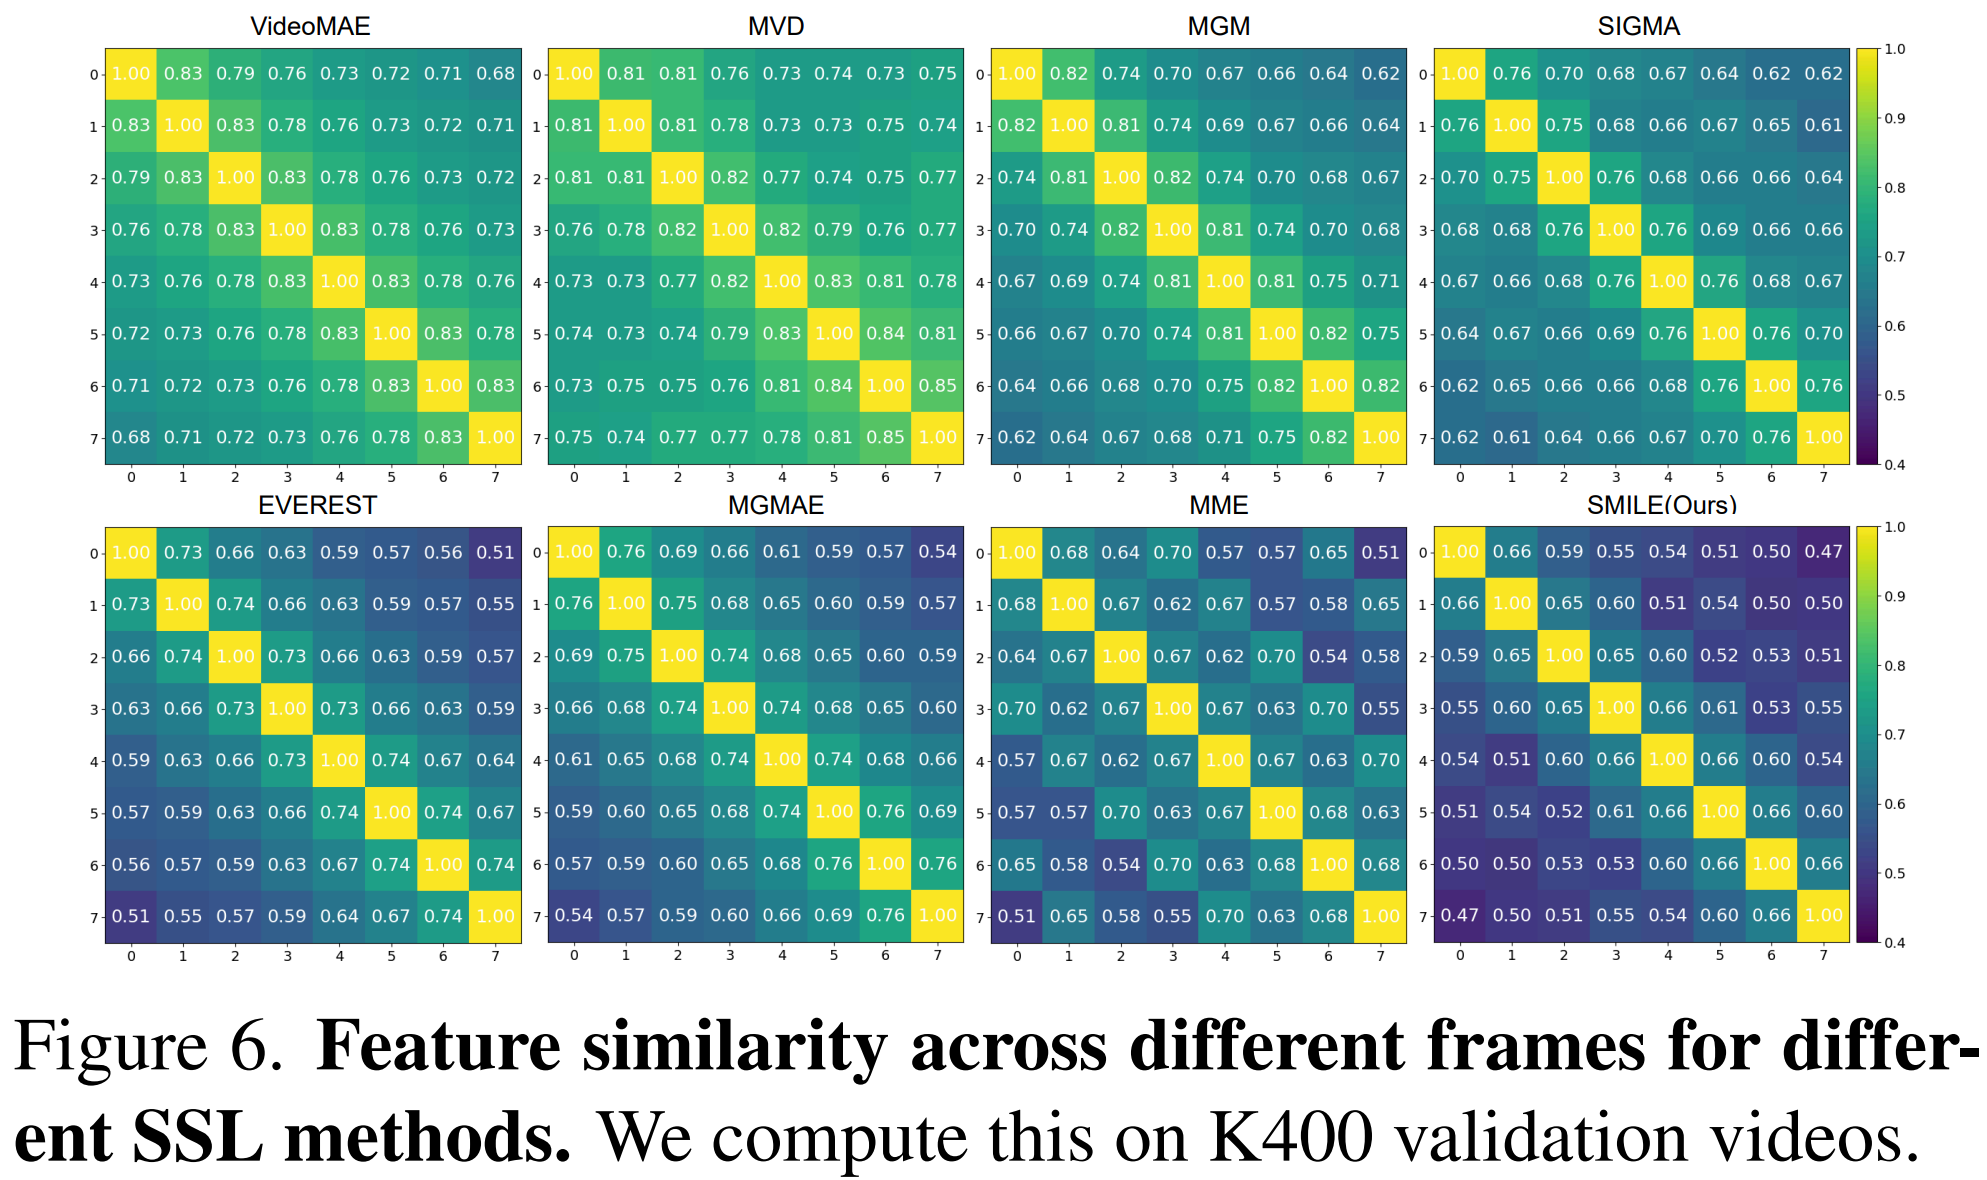 VideoMAE MVD MGM SIGMA
0 1.00 0.83 0.79 0.76 0.73 0.72 0.71 0.68 0 1.00 0.81 0.81 0.76 0.73 0.74 0.73 0.75 0 1.00 0.82 0.74 0.70 0.67 0.66 0.64 0.62 0 1.00 0.76 0.70 0.68 0.67 0.64 0.62 0.62 1.0
1 0.83 1.00 0.83 0.78 0.76 0.73 0.72 0.71 1 0.81 1.00 0.81 0.78 0.73 0.73 0.75 0.74 1 0.82 1.00 0.81 0.74 0.69 0.67 0.66 0.64 1 0.76 1.00 0.75 0.68 0.66 0.67 0.65 0.61 0.9
2 0.79 0.83 1.00 0.83 0.78 0.76 0.73 0.72 2 0.81 0.81 1.00 0.82 0.77 0.74 0.75 0.77 2 0.74 0.81 1.00 0.82 0.74 0.70 0.68 0.67 2 0.70 0.75 1.00 0.76 0.68 0.66 0.66 0.64 0.8
3 0.76 0.78 0.83 1.00 0.83 0.78 0.76 0.73 3 0.76 0.78 0.82 1.00 0.82 0.79 0.76 0.77 3 0.70 0.74 0.82 1.00 0.81 0.74 0.70 0.68 3 0.68 0.68 0.76 1.00 0.76 0.69 0.66 0.66 0.7
4 0.73 0.76 0.78 0.83 1.00 0.83 0.78 0.76 4 0.73 0.73 0.77 0.82 1.00 0.83 0.81 0.78 4 0.67 0.69 0.74 0.81 1.00 0.81 0.75 0.71 4 0.67 0.66 0.68 0.76 1.00 0.76 0.68 0.67
5 0.72 0.73 0.76 0.78 0.83 1.00 0.83 0.78 5 0.74 0.73 0.74 0.79 0.83 1.00 0.84 0.81 5 0.66 0.67 0.70 0.74 0.81 1.00 0.82 0.75 5 0.64 0.67 0.66 0.69 0.76 1.00 0.76 0.70 0.6
6 0.71 0.72 0.73 0.76 0.78 0.83 1.00 0.83 6 0.73 0.75 0.75 0.76 0.81 0.84 1.00 0.85 6 0.64 0.66 0.68 0.70 0.75 0.82 1.00 0.82 6 0.62 0.65 0.66 0.66 0.68 0.76 1.00 0.76 0.5
7 0.68 0.71 0.72 0.73 0.76 0.78 0.83 1.00 7 0.75 0.74 0.77 0.77 0.78 0.81 0.85 1.00 7 0.62 0.64 0.67 0.68 0.71 0.75 0.82 1.00 7 0.62 0.61 0.64 0.66 0.67 0.70 0.76 1.00 0.4
0 1 2 3 4 5 6 7 0 1 2 3 4 5 6 7 0 1 2 3 4 5 6 7 0 1 2 3 4 5 6 7
EVEREST MGMAE MME SMILE(Ours)
0 1.00 0.73 0.66 0.63 0.59 0.57 0.56 0.51 0 1.00 0.76 0.69 0.66 0.61 0.59 0.57 0.54 0 1.00 0.68 0.64 0.70 0.57 0.57 0.65 0.51 0 1.00 0.66 0.59 0.55 0.54 0.51 0.50 0.47 1.0
1 0.73 1.00 0.74 0.66 0.63 0.59 0.57 0.55 1 0.76 1.00 0.75 0.68 0.65 0.60 0.59 0.57 1 0.68 1.00 0.67 0.62 0.67 0.57 0.58 0.65 1 0.66 1.00 0.65 0.60 0.51 0.54 0.50 0.50 0.9
2 0.66 0.74 1.00 0.73 0.66 0.63 0.59 0.57 2 0.69 0.75 1.00 0.74 0.68 0.65 0.60 0.59 2 0.64 0.67 1.00 0.67 0.62 0.70 0.54 0.58 2 0.59 0.65 1.00 0.65 0.60 0.52 0.53 0.51 0.8
3 0.63 0.66 0.73 1.00 0.73 0.66 0.63 0.59 3 0.66 0.68 0.74 1.00 0.74 0.68 0.65 0.60 3 0.70 0.62 0.67 1.00 0.67 0.63 0.70 0.55 3 0.55 0.60 0.65 1.00 0.66 0.61 0.53 0.55 0.7
4 0.59 0.63 0.66 0.73 1.00 0.74 0.67 0.64 4 0.61 0.65 0.68 0.74 1.00 0.74 0.68 0.66 4 0.57 0.67 0.62 0.67 1.00 0.67 0.63 0.70 4 0.54 0.51 0.60 0.66 1.00 0.66 0.60 0.54
5 0.57 0.59 0.63 0.66 0.74 1.00 0.74 0.67 5 0.59 0.60 0.65 0.68 0.74 1.00 0.76 0.69 5 0.57 0.57 0.70 0.63 0.67 1.00 0.68 0.63 5 0.51 0.54 0.52 0.61 0.66 1.00 0.66 0.60 0.6
6 0.56 0.57 0.59 0.63 0.67 0.74 1.00 0.74 6 0.57 0.59 0.60 0.65 0.68 0.76 1.00 0.76 6 0.65 0.58 0.54 0.70 0.63 0.68 1.00 0.68 6 0.50 0.50 0.53 0.53 0.60 0.66 1.00 0.66 0.5
7 0.51 0.55 0.57 0.59 0.64 0.67 0.74 1.00 7 0.54 0.57 0.59 0.60 0.66 0.69 0.76 1.00 7 0.51 0.65 0.58 0.55 0.70 0.63 0.68 1.00 7 0.47 0.50 0.51 0.55 0.54 0.60 0.66 1.00 0.4
0 1 2 3 4 5 6 7 0 1 2 3 4 5 6 7 0 1 2 3 4 5 6 7 0 1 2 3 4 5 6 7
Figure 6. Feature similarity across different frames for differ-
ent SSL methods. We compute this on K400 validation videos.